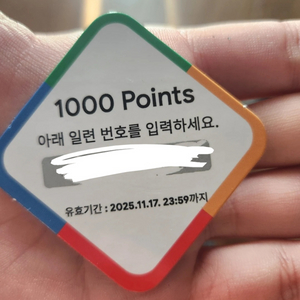 1000 Points
아래 일련 번호를 입력하세요.
유효기간 : 2025.11.17. 23:59까지